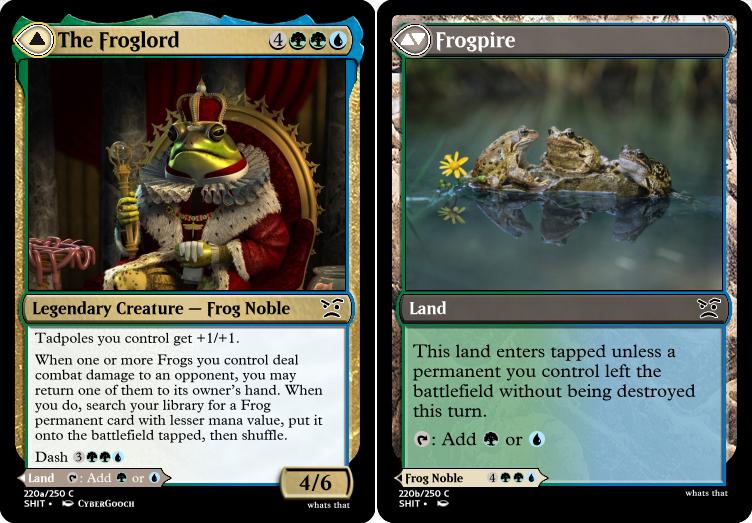 The Froglord 4
Legendary Creature — Frog Noble
Tadpoles you control get +1/+1.
When one or more Frogs you control deal
combat damage to an opponent, you may
return one of them to its owner's hand. When
you do, search your library for a Frog
permanent card with lesser mana value, put it
onto the battlefield tapped, then shuffle.
Dash 3
Land : Add or
4/6
220a/250 C
SHIT • CyberGooch
whats that
Frogpire
Land
This land enters tapped unless a
permanent you control left the
battlefield without being destroyed
this turn.
: Add or
Frog Noble 4
220b/250 C
SHIT •
whats that